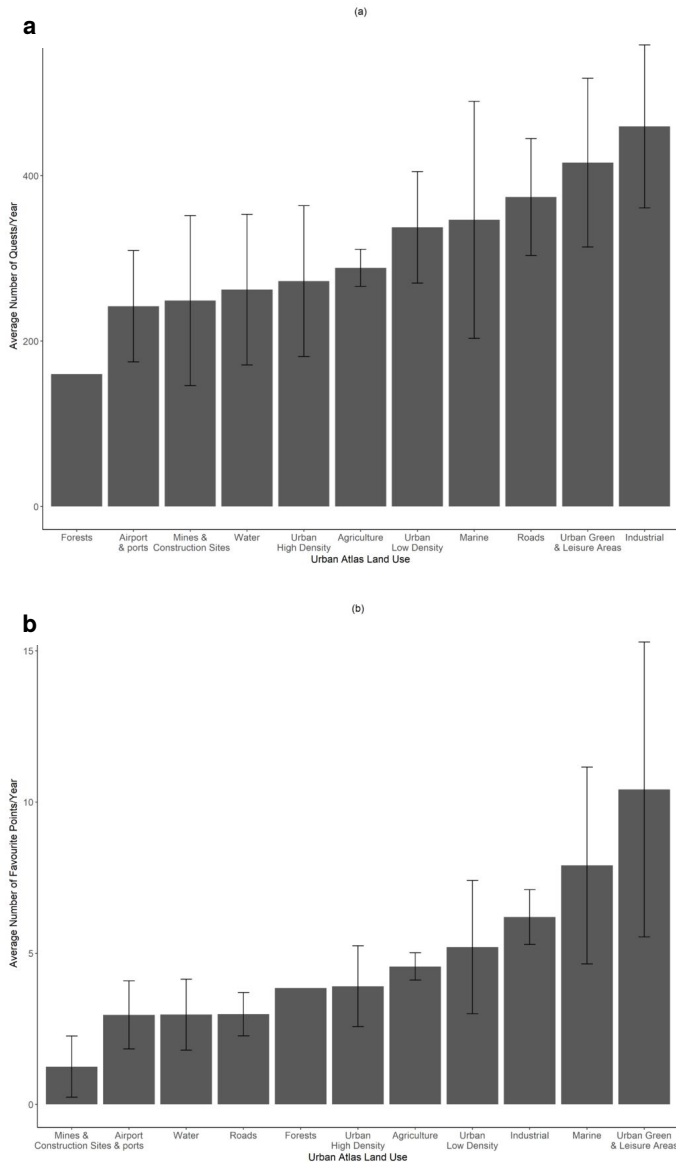 (a)
a
Average Number of Quests/Year
400
200
0
Forests
Airport
& ports
Mines &
Construction Sites
Water
Urban
High Density
Agriculture
Urban
Low Density
Marine
Roads
Urban Green
& Leisure Areas
Industrial
Urban Atlas Land Use
(b)
b
Average Number of Favourite Points/Year
15
10
5
0
Mines &
Construction Sites
Airport
& ports
Water
Roads
Forests
Urban
High Density
Agriculture
Urban
Low Density
Industrial
Marine
Urban Green
& Leisure Areas
Urban Atlas Land Use